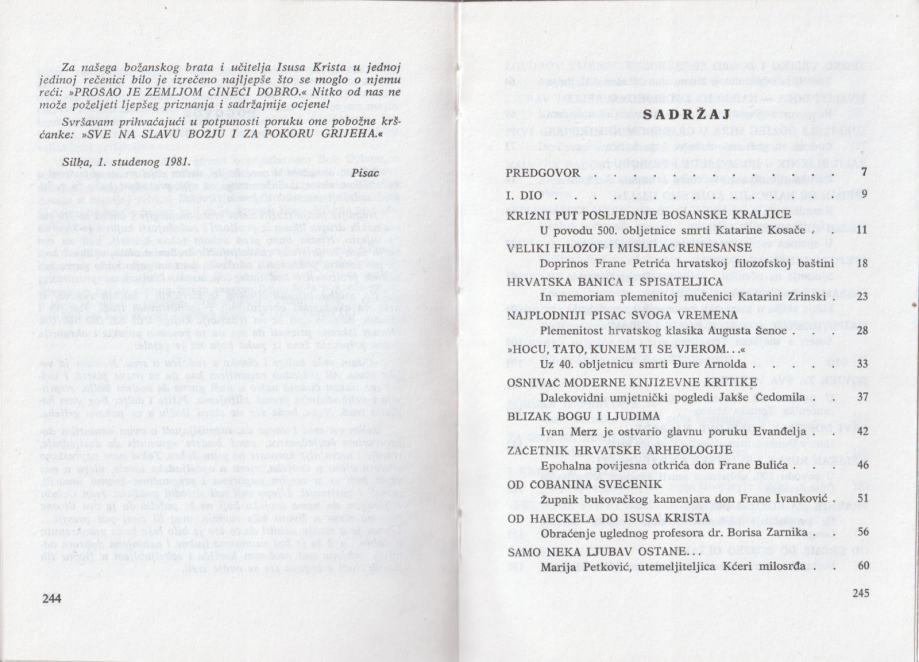 Za našega božanskog brata i učitelja Isusa Krista u jednoj
jedinoj rečenici bilo je izrečeno najljepše što se moglo o njemu
reći: »PROSAO JE ZEMLJOM ČINEĆI DOBRO.« Nitko od nas ne
može poželjeti ljepšeg priznanja i sadržajnije ocjene!
Svršavam prihvaćajući u potpunosti poruku one pobožne krš-
ćanke: »SVE NA SLAVU BOŽJU I ZA POKORU GRIJEHA.«
Silba, 1. studenog 1981.
Pisac
244
SADRŽAJ
PREDGOVOR . . . . . . . . . . . . . 7
I. DIO . . . . . . . . . . . . . . . 9
KRIŽNI PUT POSLJEDNJE BOSANSKE KRALJICE
U povodu 500. obljetnice smrti Katarine Kosače . . 11
VELIKI FILOZOF I MISLILAC RENESANSE
Doprinos Frane Petrića hrvatskoj filozofskoj baštini 18
HRVATSKA BANICA I SPISATELJICA
In memoriam plemenitoj mučenici Katarini Zrinski . 23
NAJPLODNIJI PISAC SVOGA VREMENA
Plemenitost hrvatskog klasika Augusta Šenoe . . . 28
»HOĆU, TATO, KUNEM TI SE VJEROM...«
Uz 40. obljetnicu smrti Đure Arnolda . . . . . 33
OSNIVAČ MODERNE KNJIŽEVNE KRITIKE
Dalekovidni umjetnički pogledi Jakše Čedomila . . 37
BLIZAK BOGU I LJUDIMA
Ivan Merz je ostvario glavnu poruku Evanđelja . . 42
ZAČETNIK HRVATSKE ARHEOLOGIJE
Epohalna povijesna otkrića don Frane Bulića . . . 46
OD ČOBANINA SVEĆENIK
Župnik bukovačkog kamenjara don Frane Ivanković . 51
OD HAECKELA DO ISUSA KRISTA
Obraćenje uglednog profesora dr. Borisa Zarnika . . 56
SAMO NEKA LJUBAV OSTANE...
Marija Petković, utemeljiteljica Kćeri milosrđa . . 60
245